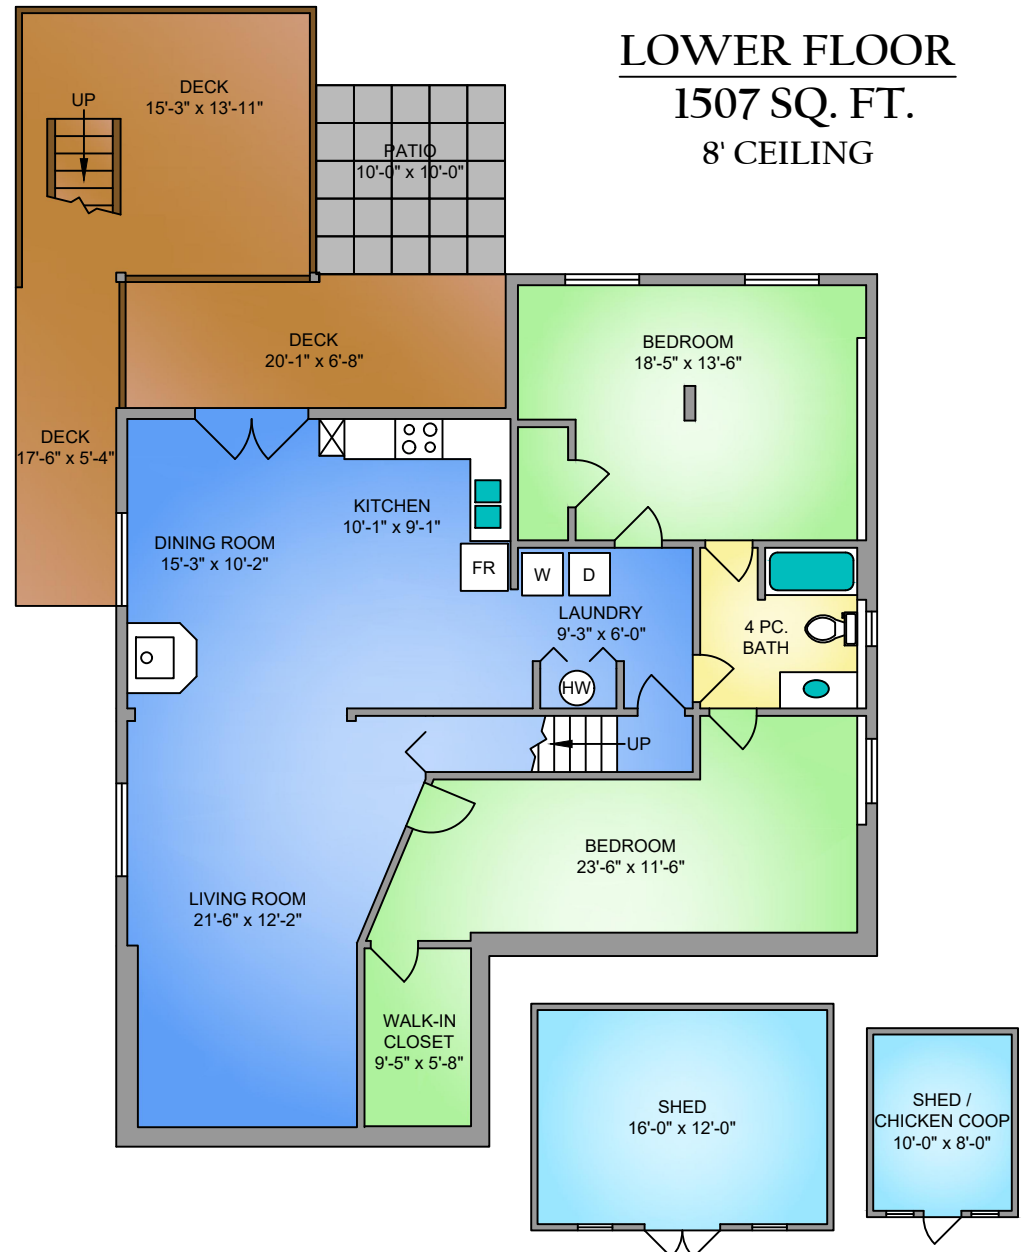 LOWER FLOOR
1507 SQ. FT.
8' CEILING
DECK
15'-3" x 13'-11"
UP
PATIO
10'-0" x 10'-0"
DECK
20'-1" x 6'-8"
BEDROOM
18'-5" x 13'-6"
DECK
17'-6" x 5'-4"
KITCHEN
10'-1" x 9'-1"
DINING ROOM
15'-3" x 10'-2"
FR
W
D
LAUNDRY
9'-3" x 6'-0"
4 PC.
BATH
HW
UP
BEDROOM
23'-6" x 11'-6"
LIVING ROOM
21'-6" x 12'-2"
WALK-IN
CLOSET
9'-5" x 5'-8"
SHED
16'-0" x 12'-0"
SHED /
CHICKEN COOP
10'-0" x 8'-0"